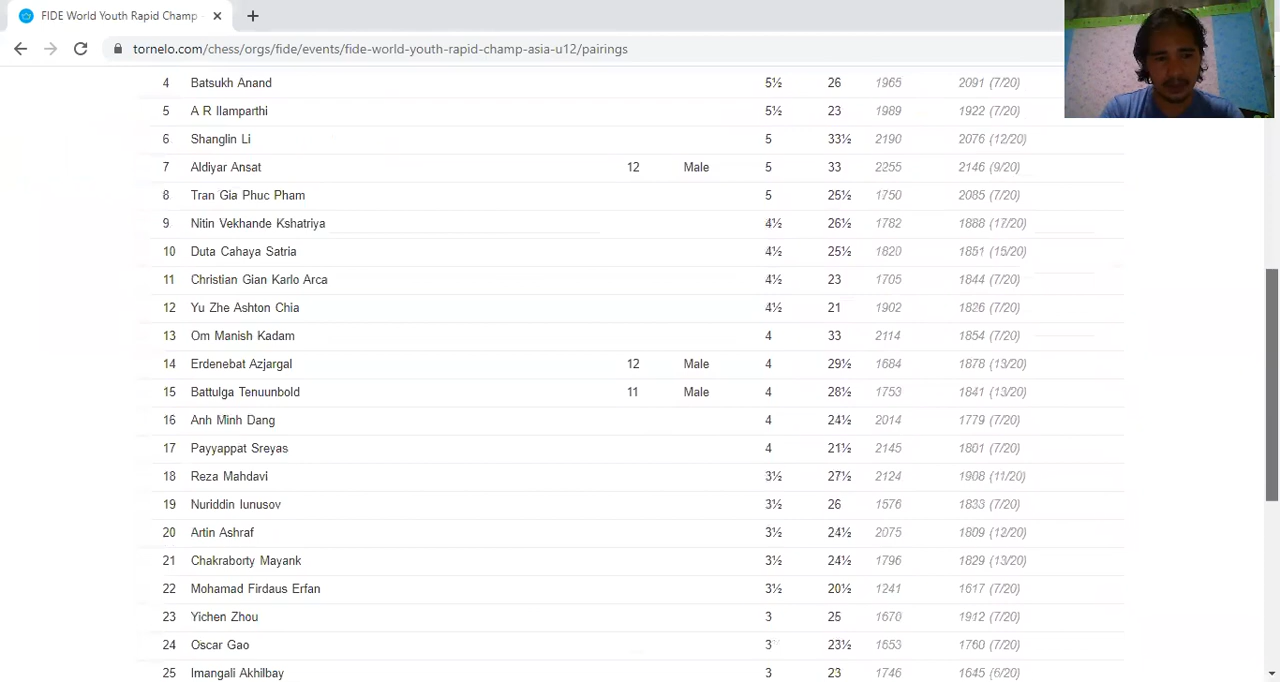 FIDE World Youth Rapid Champ
tornelo.com/chess/orgs/fide/events/fide-world-youth-rapid-champ-asia-u12/pairings
4 Batsukh Anand 5½ 26 1965 2091 (7/20)
5 A R Ilamparthi 5½ 23 1989 1922 (7/20)
6 Shanglin Li 5 33½ 2190 2076 (12/20)
7 Aldiyar Ansat 12 Male 5 33 2255 2146 (9/20)
8 Tran Gia Phuc Pham 5 25½ 1750 2085 (7/20)
9 Nitin Vekhande Kshatriya 4½ 26½ 1782 1888 (17/20)
10 Duta Cahaya Satria 4½ 25½ 1820 1851 (15/20)
11 Christian Gian Karlo Arca 4½ 23 1705 1844 (7/20)
12 Yu Zhe Ashton Chia 4½ 21 1902 1826 (7/20)
13 Om Manish Kadam 4 33 2114 1854 (7/20)
14 Erdenebat Azjargal 12 Male 4 29½ 1684 1878 (13/20)
15 Battulga Tenuunbold 11 Male 4 28½ 1753 1841 (13/20)
16 Anh Minh Dang 4 24½ 2014 1779 (7/20)
17 Payyappat Sreyas 4 21½ 2145 1801 (7/20)
18 Reza Mahdavi 3½ 27½ 2124 1908 (11/20)
19 Nuriddin Iunusov 3½ 26 1576 1833 (7/20)
20 Artin Ashraf 3½ 24½ 2075 1809 (12/20)
21 Chakraborty Mayank 3½ 24½ 1796 1829 (13/20)
22 Mohamad Firdaus Erfan 3½ 20½ 1241 1617 (7/20)
23 Yichen Zhou 3 25 1670 1912 (7/20)
24 Oscar Gao 3 23½ 1653 1760 (7/20)
25 Imangali Akhilbay 3 23 1746 1645 (6/20)